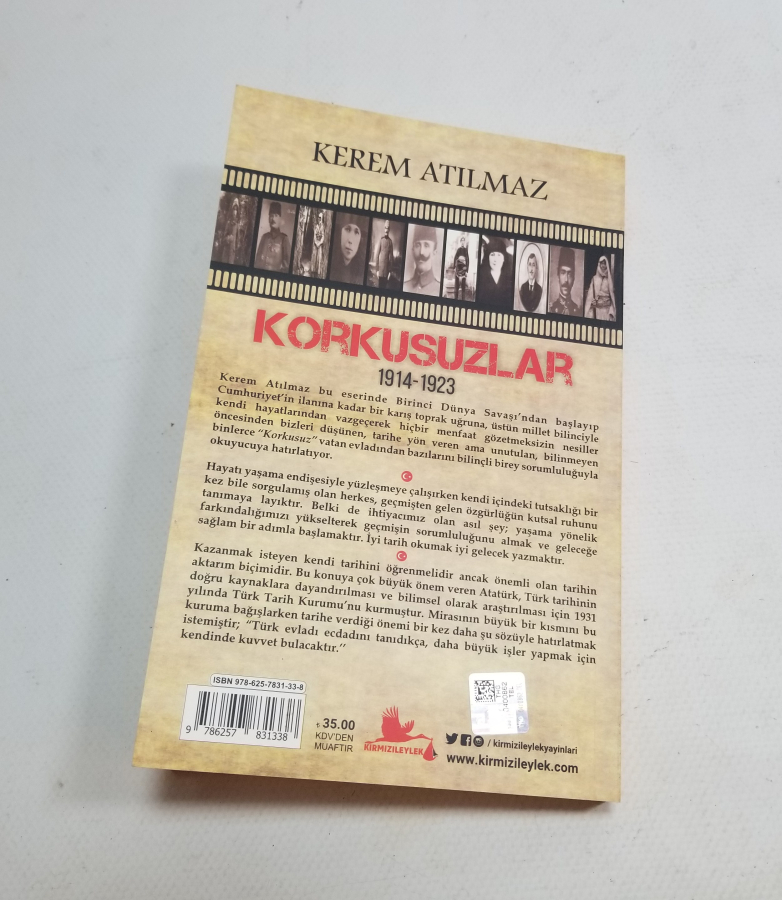 KEREM ATILMAZ
KORKUSUZLAR
1914-1923
Kerem Atılmaz bu eserinde Birinci Dünya Savaşı'ndan başlayıp
Cumhuriyet'in ilanına kadar bir karış toprak uğruna, üstün millet bilinciyle
kendi hayatlarından vazgeçerek hiçbir menfaat gözetmeksizin nesiller
öncesinden bizleri düşünen, tarihe yön veren ama unutulan, bilinmeyen
binlerce "Korkusuz" vatan evladından bazılarını bilinçli birey sorumluluğuyla
okuyucuya hatırlatıyor.
Hayatı yaşama endişesiyle yüzleşmeye çalışırken kendi içindeki tutsaklığı bir
kez bile sorgulamış olan herkes, geçmişten gelen özgürlüğün kutsal ruhunu
tanımaya layıktır. Belki de ihtiyacımız olan asıl şey; yaşama yönelik
farkındalığımızı yükselterek geçmişin sorumluluğunu almak ve geleceğe
sağlam bir adımla başlamaktır. İyi tarih okumak iyi gelecek yazmaktır.
Kazanmak isteyen kendi tarihini öğrenmelidir ancak önemli olan tarihin
aktarım biçimidir. Bu konuya çok büyük önem veren Atatürk, Türk tarihinin
doğru kaynaklara dayandırılması ve bilimsel olarak araştırılması için 1931
yılında Türk Tarih Kurumu'nu kurmuştur. Mirasının büyük bir kısmını bu
kuruma bağışlarken tarihe verdiği önemi bir kez daha şu sözüyle hatırlatmak
istemiştir; "Türk evladı ecdadını tanıdıkça, daha büyük işler yapmak için
kendinde kuvvet bulacaktır."
ISBN 978-625-7831-33-8
9 786257 831338
₺ 35.00
KDV'DEN
MUAFTIR
KIRMIZILEYLEK
/ kirmizileylekyayinlari
www.kirmizileylek.com